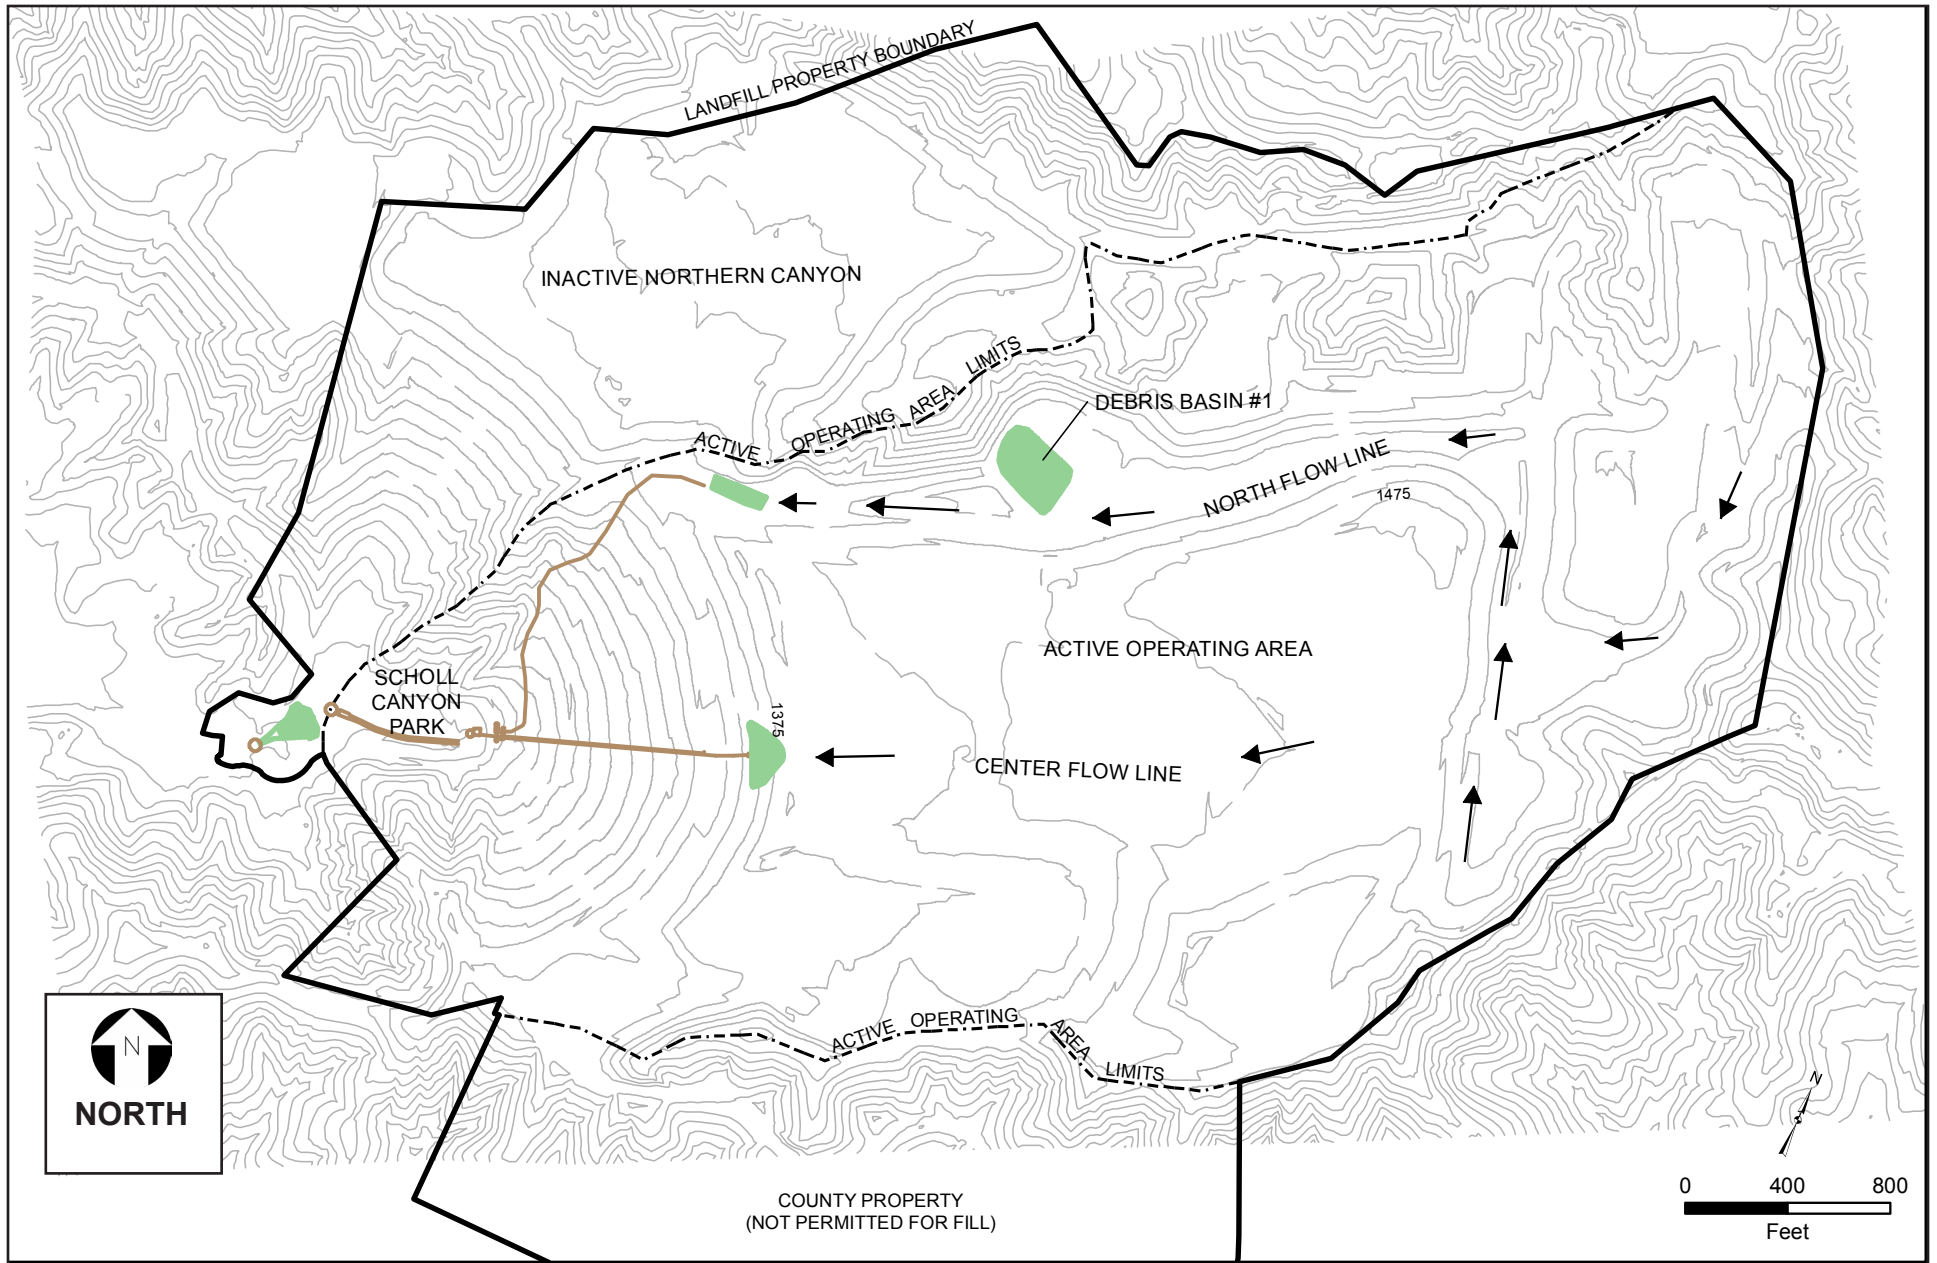 LANDFILL PROPERTY BOUNDARY
INACTIVE NORTHERN CANYON
ACTIVE OPERATING AREA LIMITS
DEBRIS BASIN #1
NORTH FLOW LINE
1475
ACTIVE OPERATING AREA
SCHOLL
CANYON
PARK
1375
CENTER FLOW LINE
ACTIVE OPERATING AREA LIMITS
N
NORTH
COUNTY PROPERTY
(NOT PERMITTED FOR FILL)
N
0 400 800
Feet